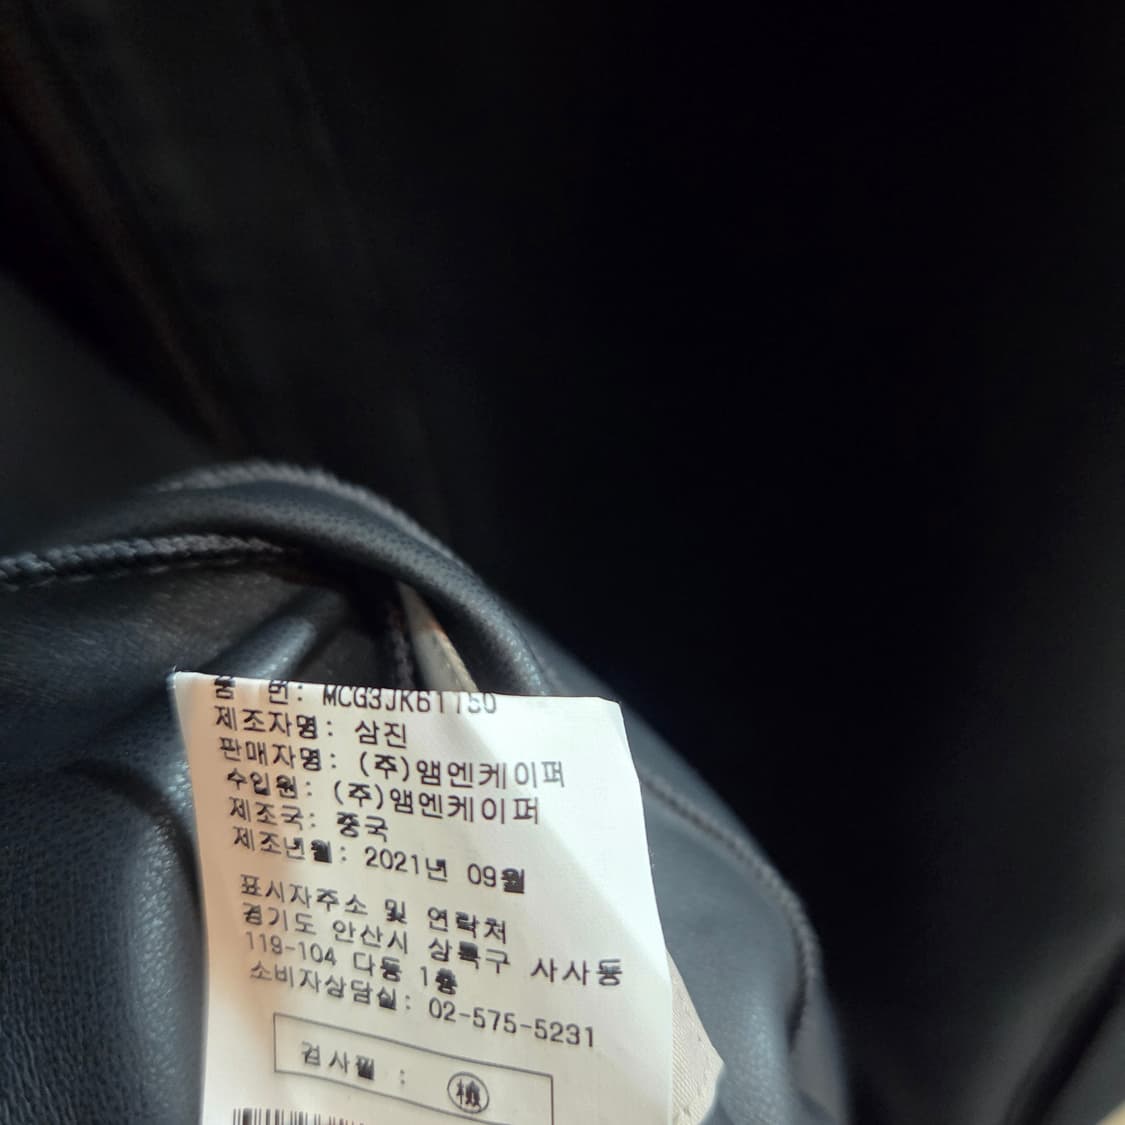 품 번: MCG3JK61750
제조자명: 삼진
판매자명: (주)앰엔케이퍼
수입원: (주)앰엔케이퍼
제조국: 중국
제조년월: 2021년 09월
표시자주소 및 연락처
경기도 안산시 상록구 사사동
119-104 다동 1층
소비자상담실: 02-575-5231
검사필 : 檢